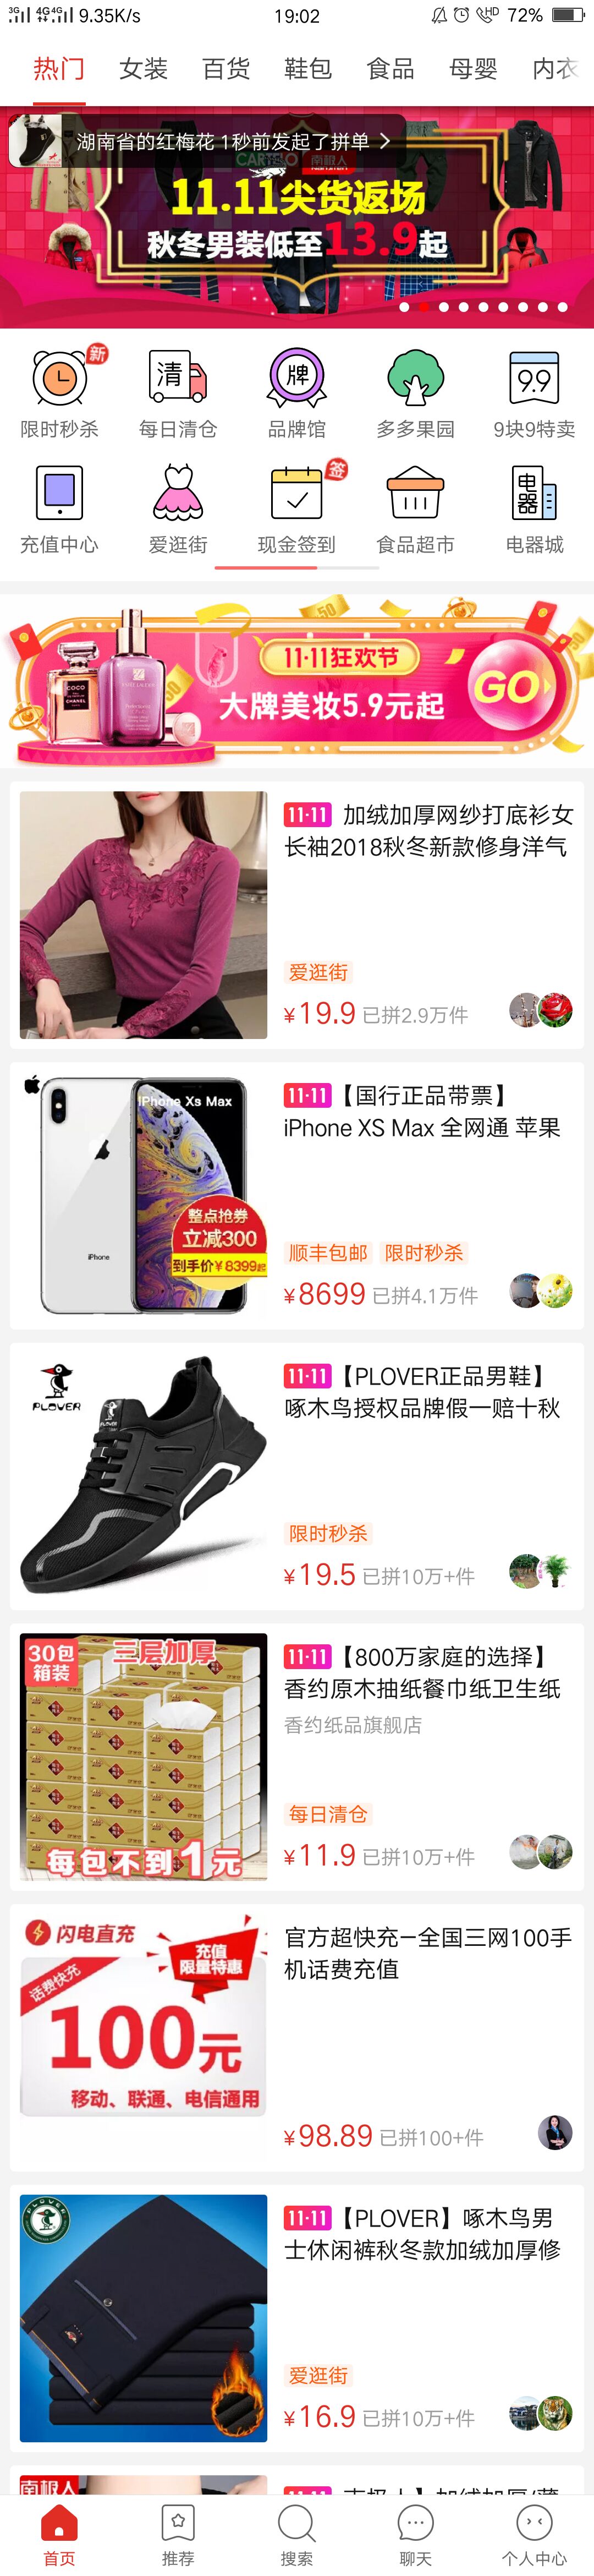 3G 4G 4G 9.35K/s 19:02 HD 72%
热门 女装 百货 鞋包 食品 母婴 内衣
湖南省的红梅花 1秒前发起了拼单
南极人
11.11尖货返场
秋冬男装低至13.9起
新
清 牌 9.9
限时秒杀 每日清仓 品牌馆 多多果园 9块9特卖
签
电器
充值中心 爱逛街 现金签到 食品超市 电器城
50
11·11狂欢节
大牌美妆5.9元起
GO
COCO
CHANEL
11·11 加绒加厚网纱打底衫女
长袖2018秋冬新款修身洋气
爱逛街
¥19.9 已拼2.9万件
iPhone Xs Max
iPhone
整点抢券
立减300
到手价¥8399起
11·11【国行正品带票】
iPhone XS Max 全网通 苹果
顺丰包邮 限时秒杀
¥8699 已拼4.1万件
PLOVER
11·11【PLOVER正品男鞋】
啄木鸟授权品牌假一赔十秋
限时秒杀
¥19.5 已拼10万+件
30包
箱装
三层加厚
每包不到1元
11·11【800万家庭的选择】
香约原木抽纸餐巾纸卫生纸
香约纸品旗舰店
每日清仓
¥11.9 已拼10万+件
闪电直充
充值
限量特惠
话费快充
100元
移动、联通、电信通用
官方超快充—全国三网100手
机话费充值
¥98.89 已拼100+件
PLOVER
11·11【PLOVER】啄木鸟男
士休闲裤秋冬款加绒加厚修
爱逛街
¥16.9 已拼10万+件
南极人
首页 推荐 搜索 聊天 个人中心